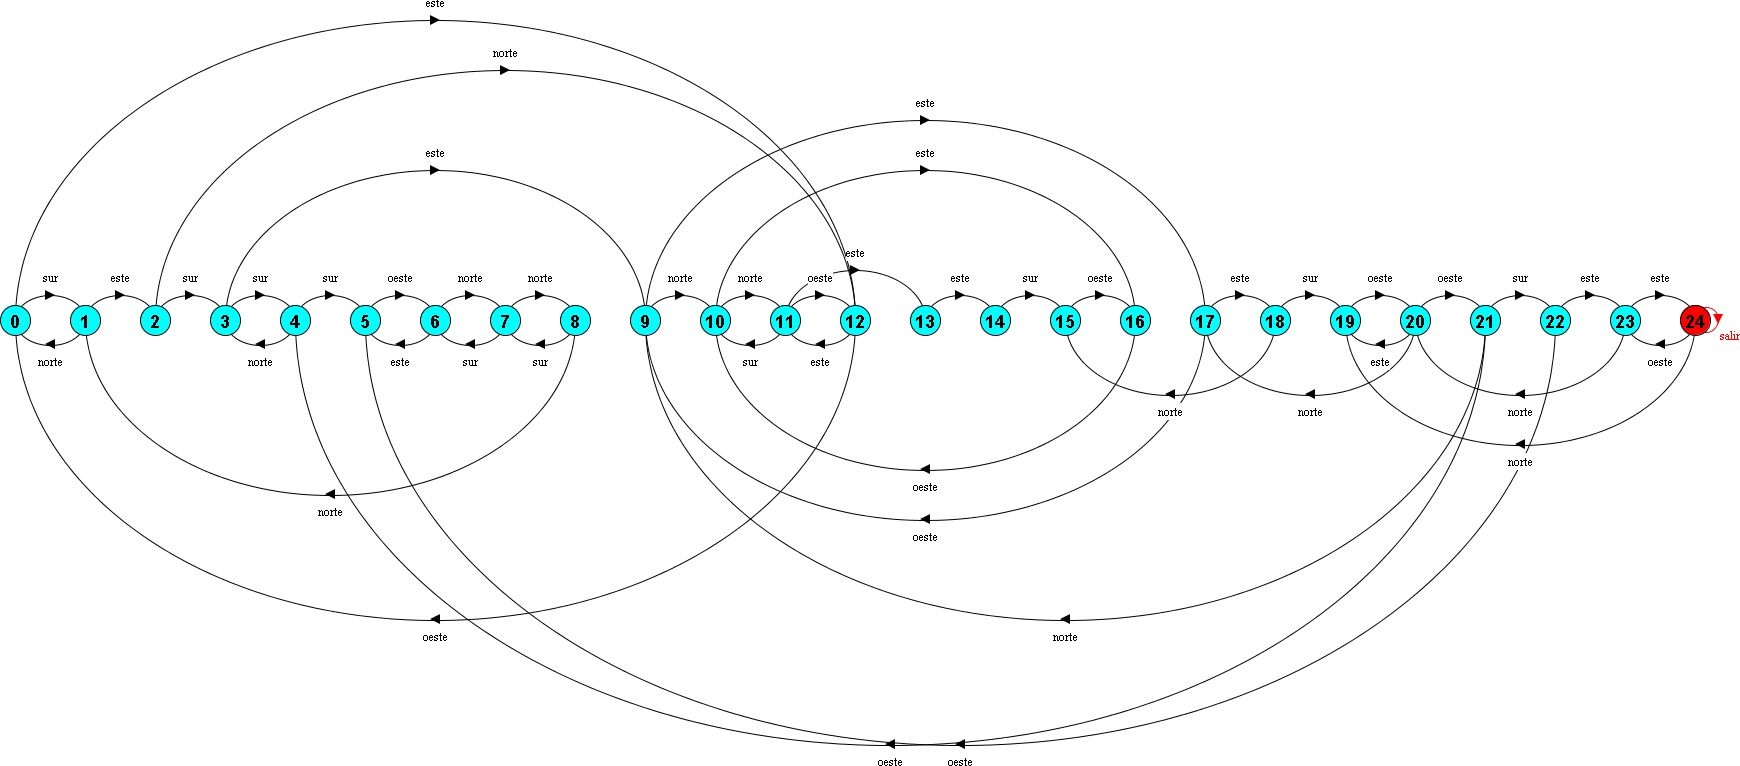 este
norte
este
este
este
este
sur este sur sur sur oeste norte norte norte norte oeste este sur oeste este sur oeste oeste sur este este
0 1 2 3 4 5 6 7 8 9 10 11 12 13 14 15 16 17 18 19 20 21 22 23 24
salir
norte norte este sur sur sur este este oeste
norte norte norte
norte
oeste
norte
oeste
oeste norte
oeste oeste